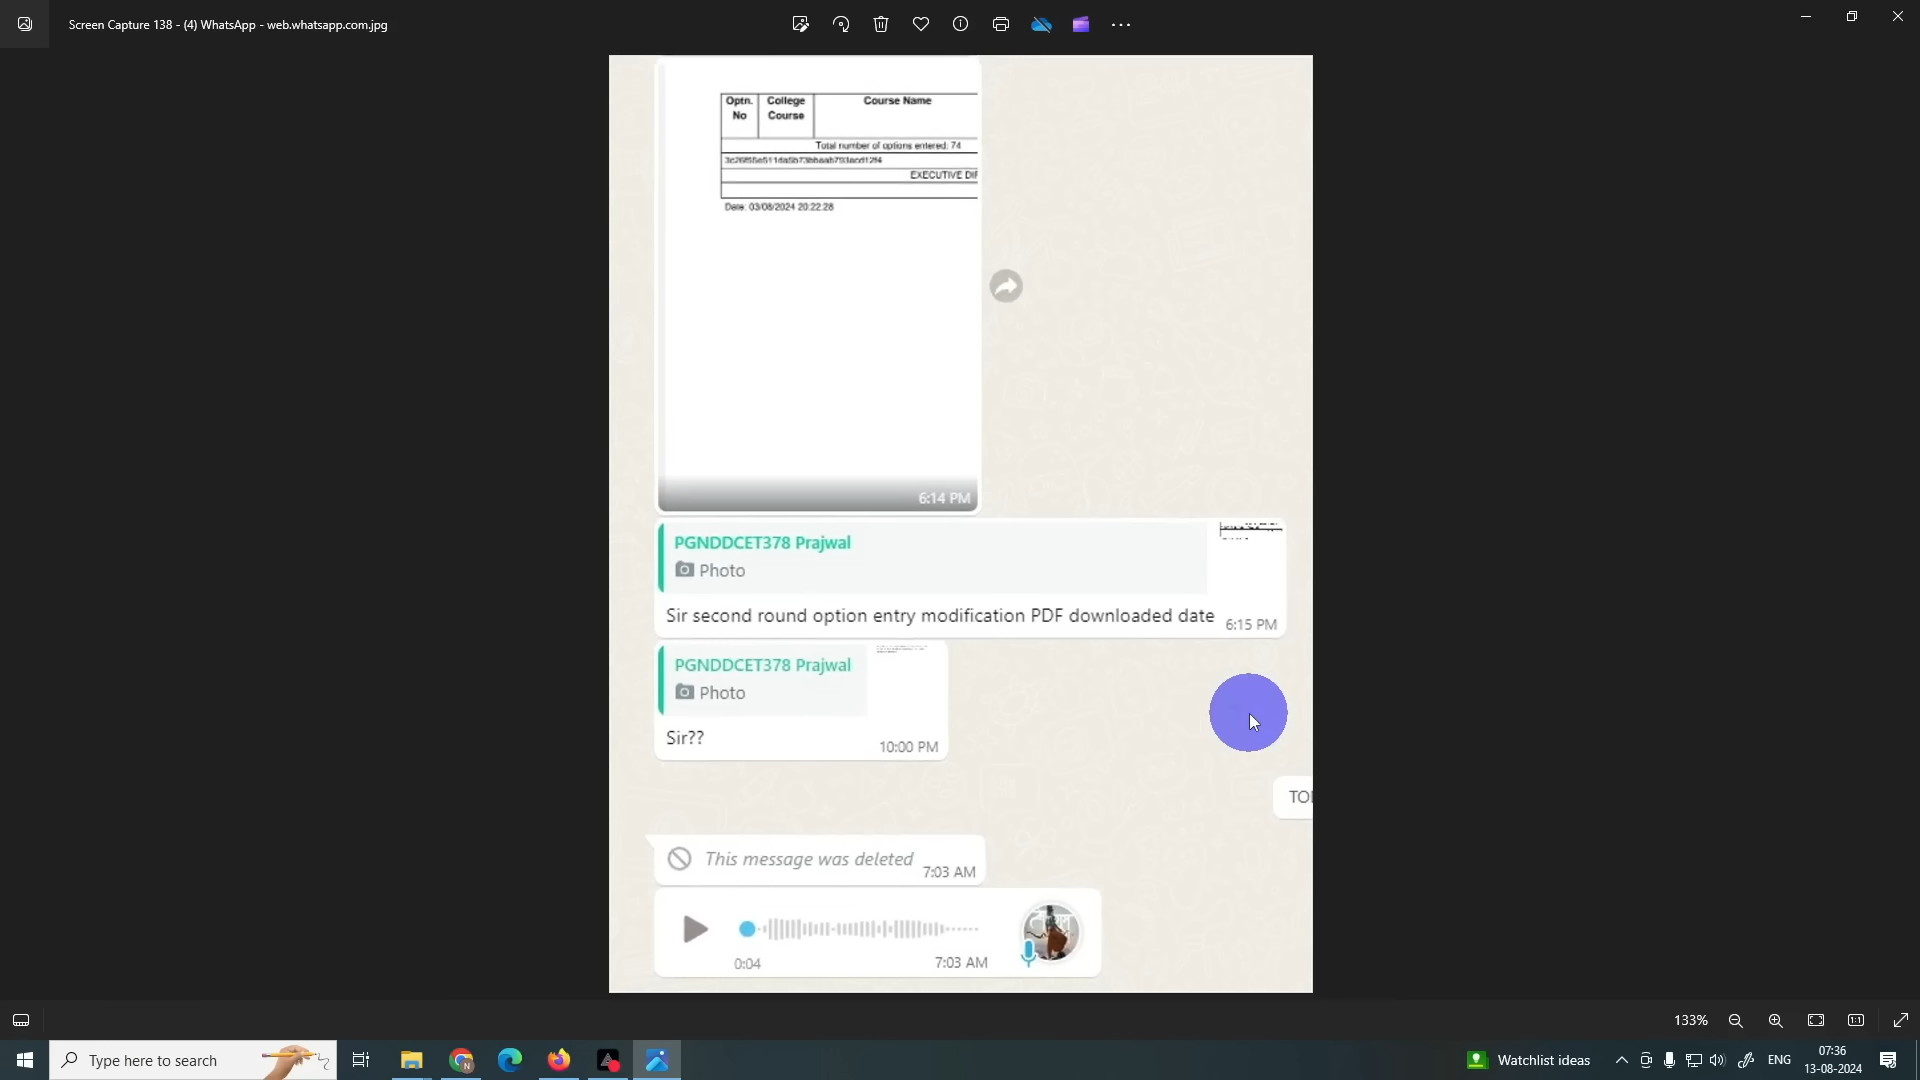 Screen Capture 138 - (4) WhatsApp - web.whatsapp.com.jpg
Optn. No
College Course
Course Name
Total number of options entered: 74
EXECUTIVE DI
Date: 03/08/2024 20:22:28
6:14 PM
PGNDDCET378 Prajwal
Photo
Sir second round option entry modification PDF downloaded date
6:15 PM
PGNDDCET378 Prajwal
Photo
Sir??
10:00 PM
This message was deleted
7:03 AM
0:04
7:03 AM
133%
Type here to search
Watchlist ideas
ENG
07:36
13-08-2024